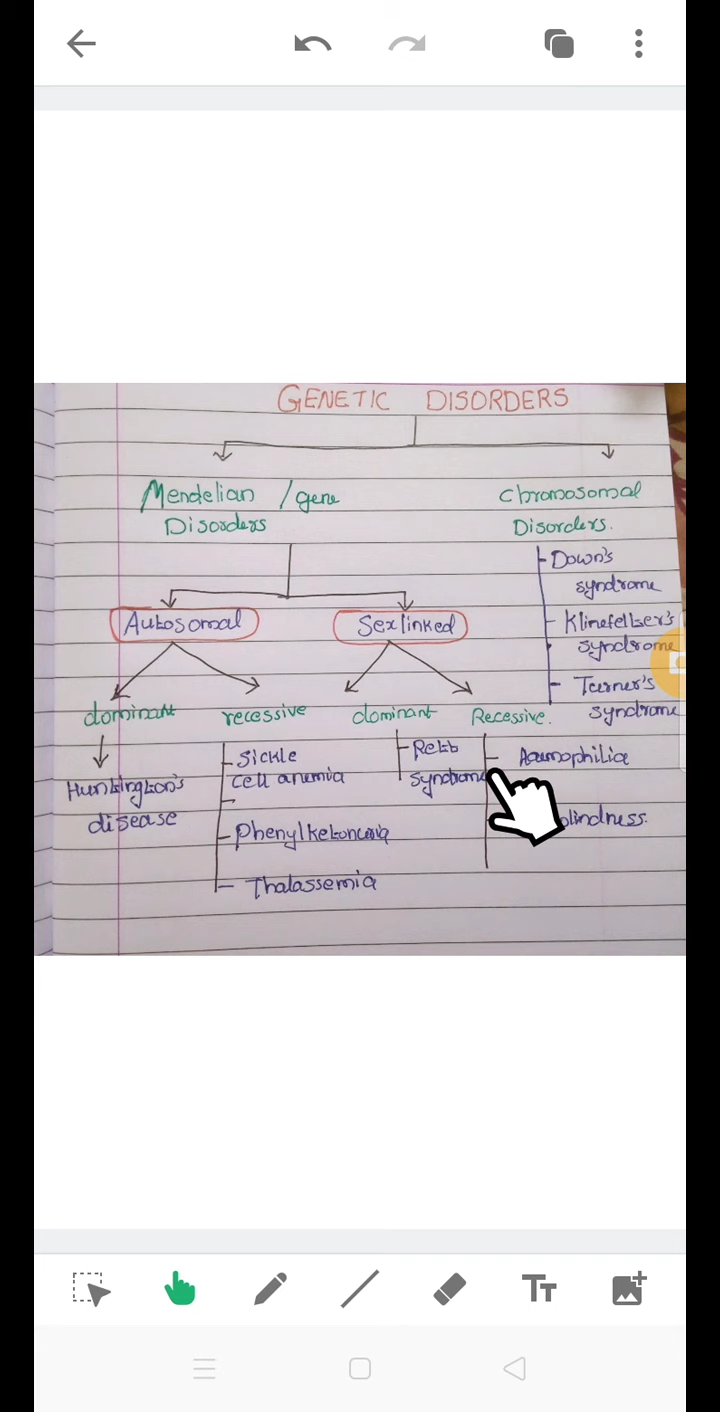 GENETIC DISORDERS
Mendelian / gene
Disorders
Chromosomal
Disorders.
Down's
syndrome
Klinefelter's
syndrome
Turner's
syndrome
Autosomal
Sex linked
dominant
recessive
dominant
Recessive.
Huntington's
disease
Sickle
cell anemia
Phenylketonuria
Thalassemia
Rett
Syndrome
Haemophilia
blindness.
TT